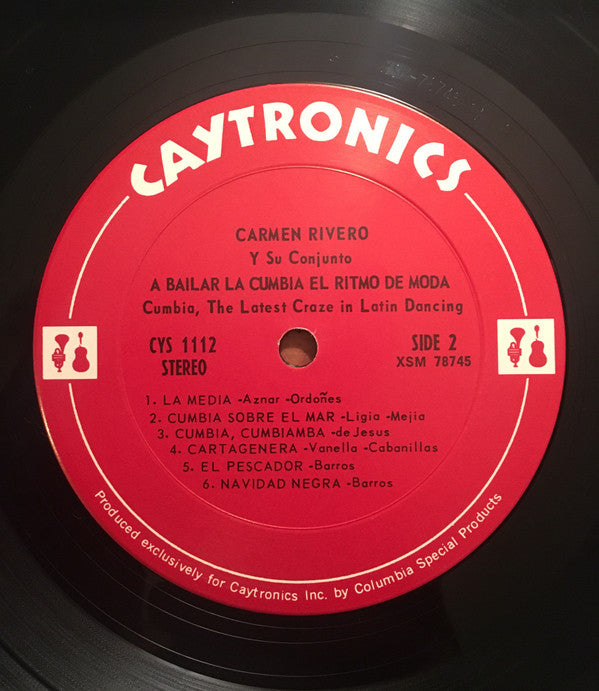 CAYTRONICS
CARMEN RIVERO
Y Su Conjunto
A BAILAR LA CUMBIA EL RITMO DE MODA
Cumbia, The Latest Craze in Latin Dancing
CYS 1112
STEREO
SIDE 2
XSM 78745
1. LA MEDIA -Aznar -Ordoñes
2. CUMBIA SOBRE EL MAR -Ligia -Mejia
3. CUMBIA, CUMBIAMBA -de Jesus
4. CARTAGENERA -Vanella -Cabanillas
5. EL PESCADOR -Barros
6. NAVIDAD NEGRA -Barros
Produced exclusively for Caytronics Inc. by Columbia Special Products